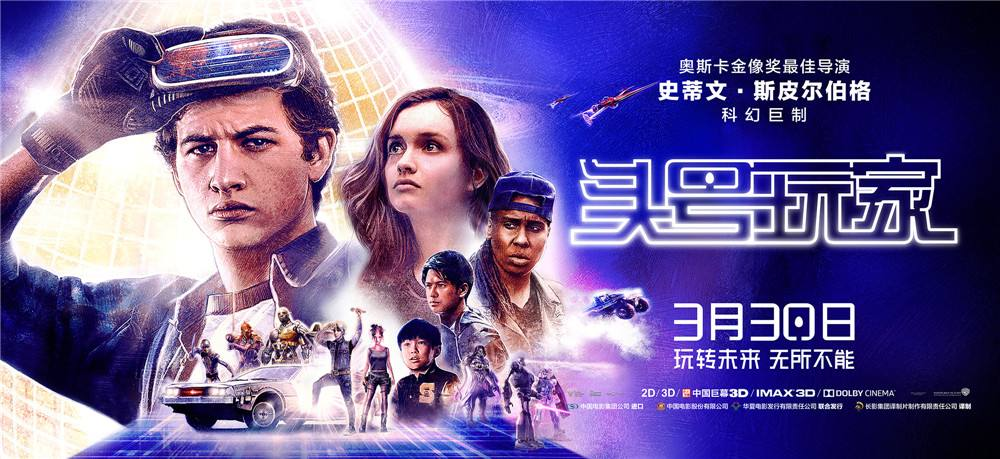 奥斯卡金像奖最佳导演
史蒂文·斯皮尔伯格
科幻巨制
头号玩家
3月30日
玩转未来 无所不能
2D/3D/中国巨幕3D/IMAX 3D/DOLBY CINEMA
中国电影集团公司 进口 中国电影股份有限公司 华夏电影发行有限责任公司 联合发行 长影集团译制片制作有限责任公司 译制